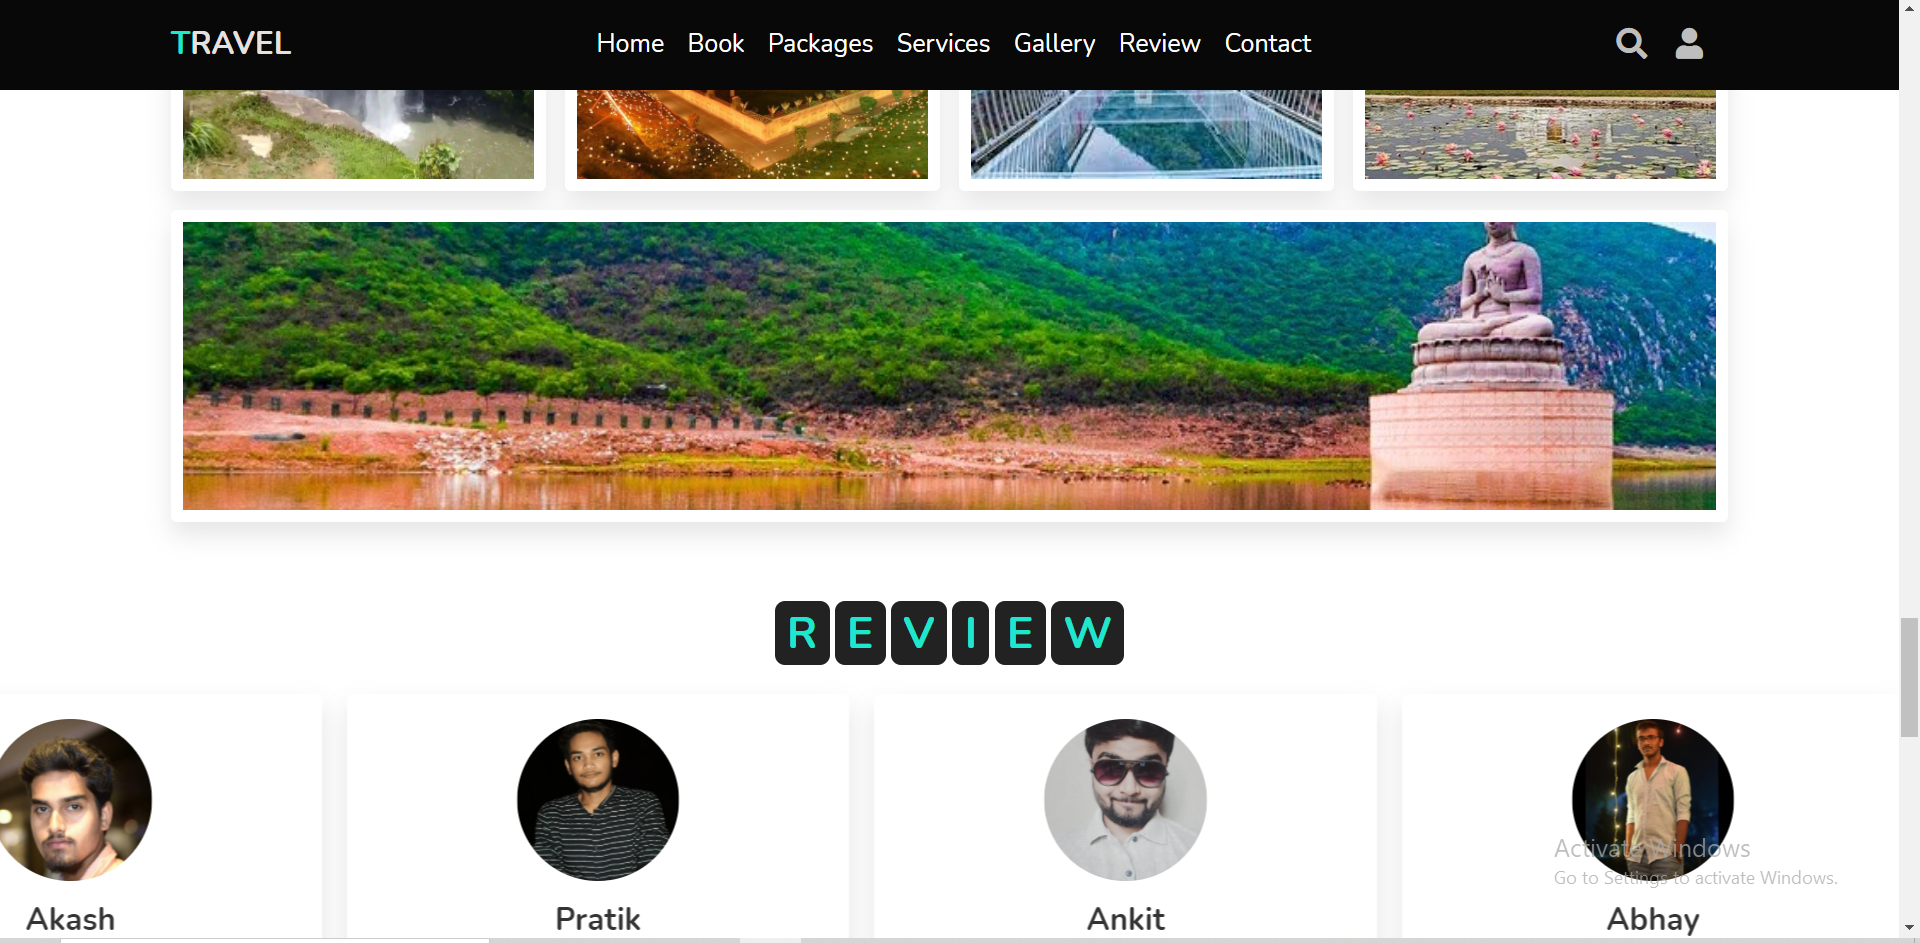 TRAVEL Home Book Packages Services Gallery Review Contact
REVIEW
Akash Pratik Ankit Abhay
Activate Windows
Go to Settings to activate Windows.